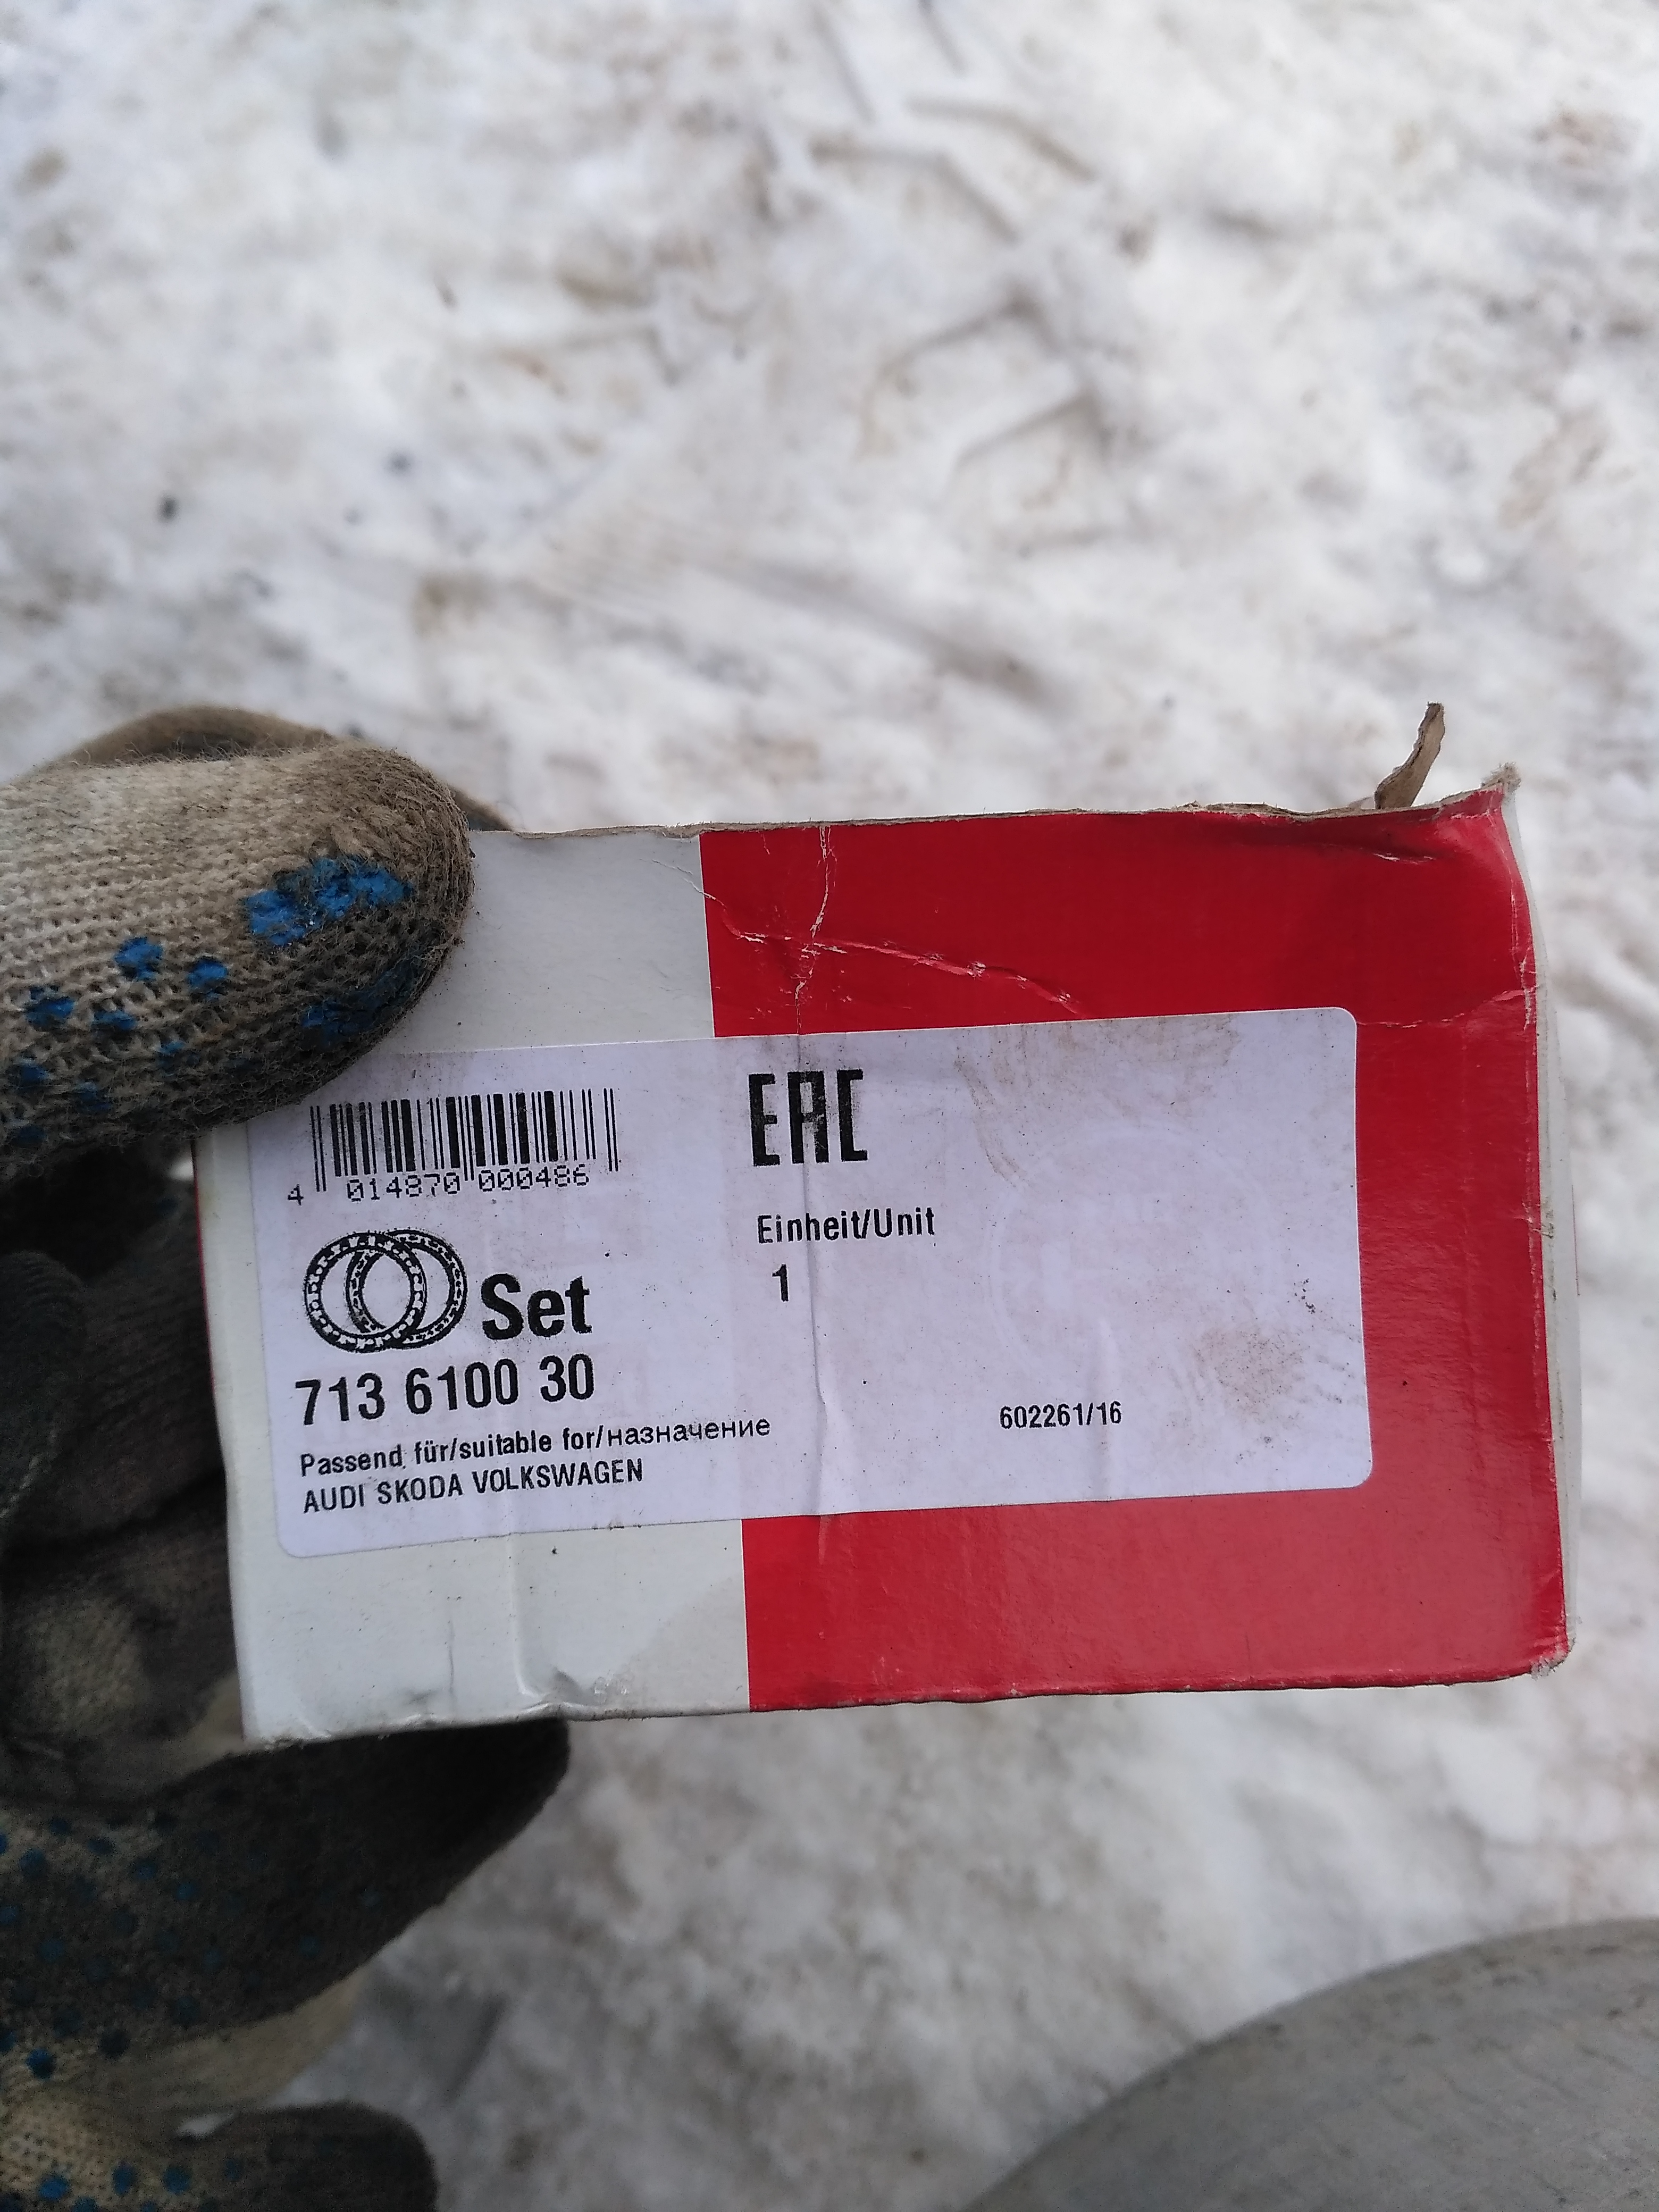 4 014870 000486
EAC
Einheit/Unit
1
Set
713 6100 30
Passend für/suitable for/назначение
AUDI SKODA VOLKSWAGEN
602261/16